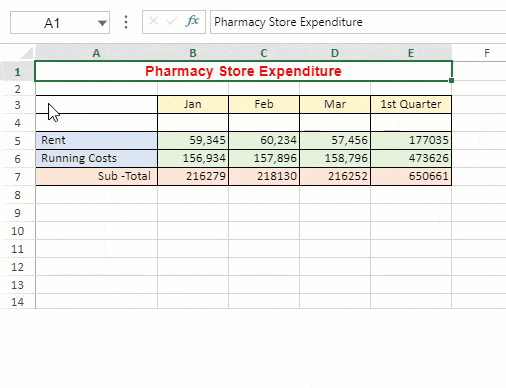 A1 fx Pharmacy Store Expenditure
A B C D E F
1 Pharmacy Store Expenditure
2
3 Jan Feb Mar 1st Quarter
4
5 Rent 59,345 60,234 57,456 177035
6 Running Costs 156,934 157,896 158,796 473626
7 Sub -Total 216279 218130 216252 650661
8
9
10
11
12
13
14